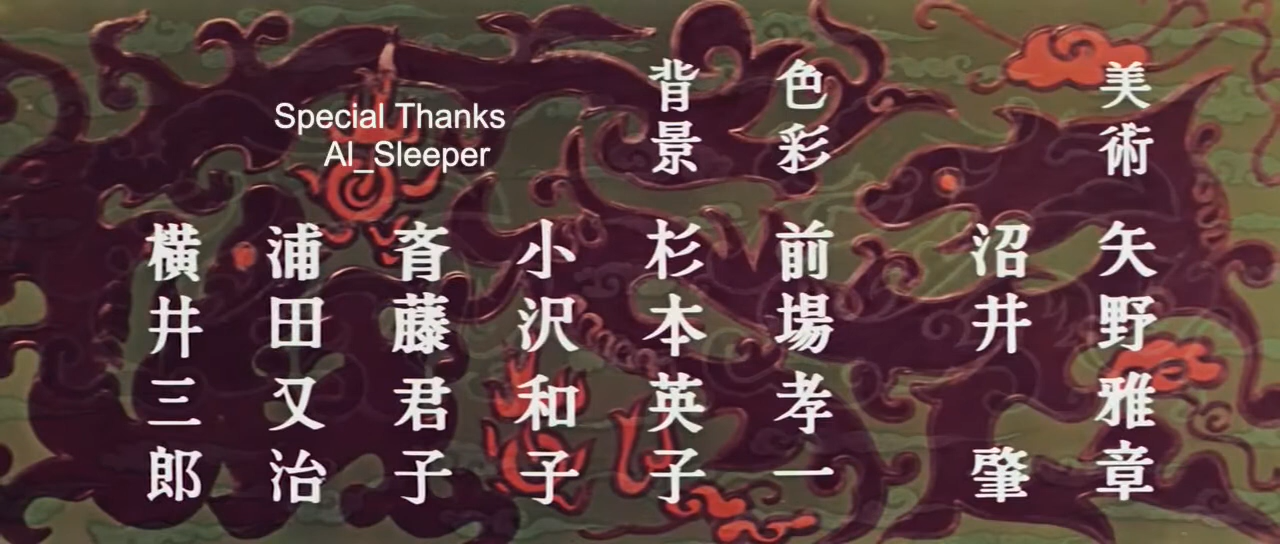 美術
矢野雅章
沼井肇
色彩
前場孝一
背景
杉本英子
小沢和子
斉藤君子
浦田又治
横井三郎
Special Thanks
AI_Sleeper